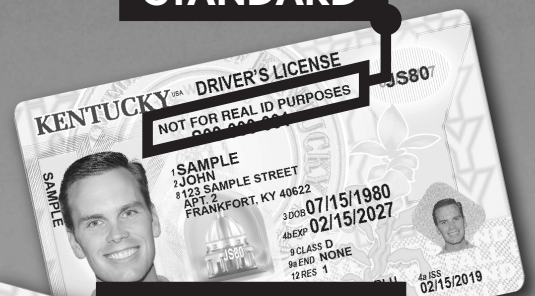 STANDARD
KENTUCKY USA DRIVER'S LICENSE
NOT FOR REAL ID PURPOSES
JS807
SAMPLE
1 SAMPLE
2 JOHN
8 123 SAMPLE STREET
APT. 2
FRANKFORT, KY 40622
3 DOB 07/15/1980
4b EXP 02/15/2027
JS80
9 CLASS D
9a END NONE
12 RES 1
4a ISS
02/15/2019